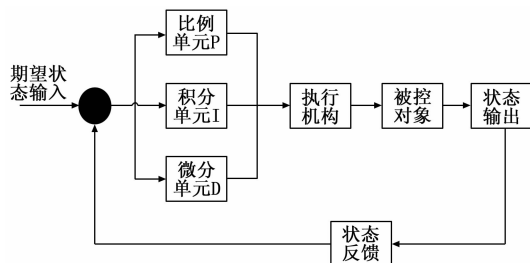 比例
单元P
期望状
态输入
积分
单元I
执行
机构
被控
对象
状态
输出
微分
单元D
状态
反馈